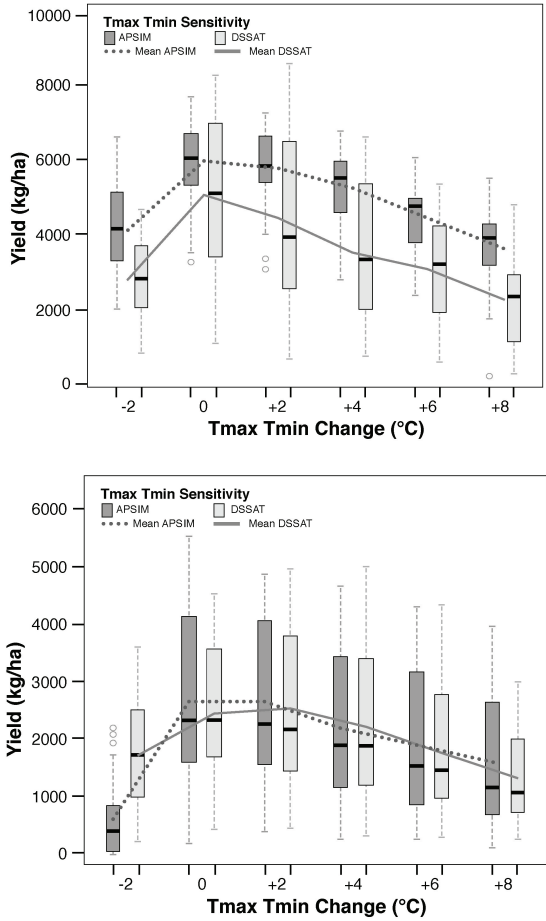 10000
8000
6000
4000
2000
0
Yield (kg/ha)
Tmax Tmin Sensitivity
APSIM DSSAT
Mean APSIM Mean DSSAT
-2 0 +2 +4 +6 +8
Tmax Tmin Change (°C)
6000
5000
4000
3000
2000
1000
0
Yield (kg/ha)
Tmax Tmin Sensitivity
APSIM DSSAT
Mean APSIM Mean DSSAT
-2 0 +2 +4 +6 +8
Tmax Tmin Change (°C)